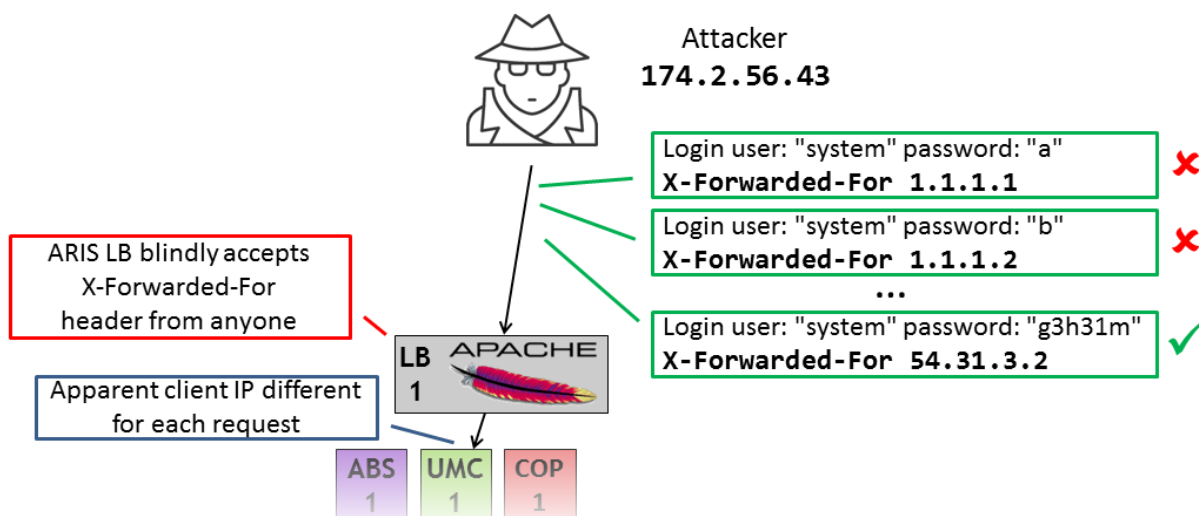 Attacker
174.2.56.43
Login user: "system" password: "a"
X-Forwarded-For 1.1.1.1
Login user: "system" password: "b"
X-Forwarded-For 1.1.1.2
...
Login user: "system" password: "g3h31m"
X-Forwarded-For 54.31.3.2
ARIS LB blindly accepts
X-Forwarded-For
header from anyone
LB
1
APACHE
Apparent client IP different
for each request
ABS
1
UMC
1
COP
1